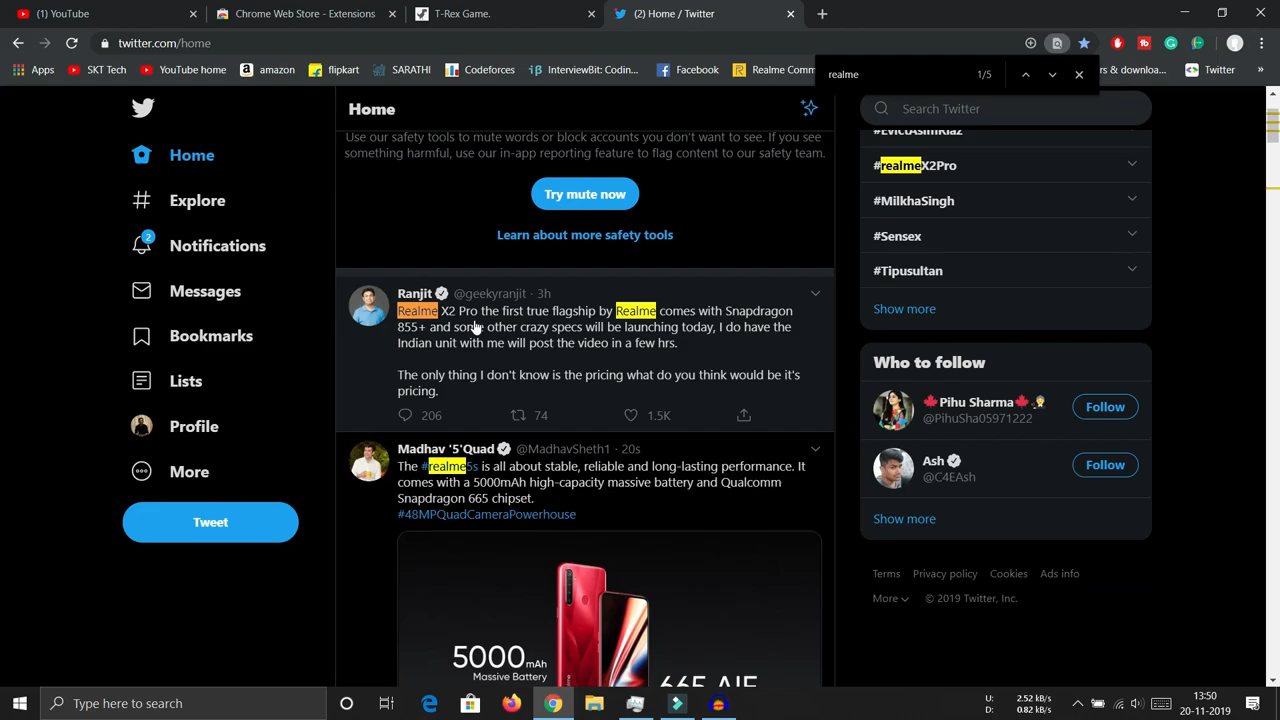 (1) YouTube
Chrome Web Store - Extensions
T-Rex Game.
(2) Home / Twitter
twitter.com/home
Apps
SKT Tech
YouTube home
amazon
flipkart
SARATHI
Codeforces
InterviewBit: Codin...
Facebook
Realme Comm
rs & downloa...
Twitter
realme
1/5
Home
Explore
2
Notifications
Messages
Bookmarks
Lists
Profile
More
Tweet
Home
Use our safety tools to mute words or block accounts you don't want to see. If you see
something harmful, use our in-app reporting feature to flag content to our safety team.
Try mute now
Learn about more safety tools
Ranjit @geekyranjit · 3h
Realme X2 Pro the first true flagship by Realme comes with Snapdragon
855+ and some other crazy specs will be launching today, I do have the
Indian unit with me will post the video in a few hrs.
The only thing I don't know is the pricing what do you think would be it's
pricing.
206 74 1.5K
Madhav '5'Quad @MadhavSheth1 · 20s
The #realme5s is all about stable, reliable and long-lasting performance. It
comes with a 5000mAh high-capacity massive battery and Qualcomm
Snapdragon 665 chipset.
#48MPQuadCameraPowerhouse
5000 mAh
Massive Battery
665 AIE
Search Twitter
#EvictAsimRiaz
#realmeX2Pro
#MilkhaSingh
#Sensex
#Tipusultan
Show more
Who to follow
Pihu Sharma
@PihuSha05971222
Follow
Ash
@C4EAsh
Follow
Show more
Terms Privacy policy Cookies Ads info
More © 2019 Twitter, Inc.
Type here to search
U: 2.52 kB/s
D: 0.82 kB/s
13:50
20-11-2019